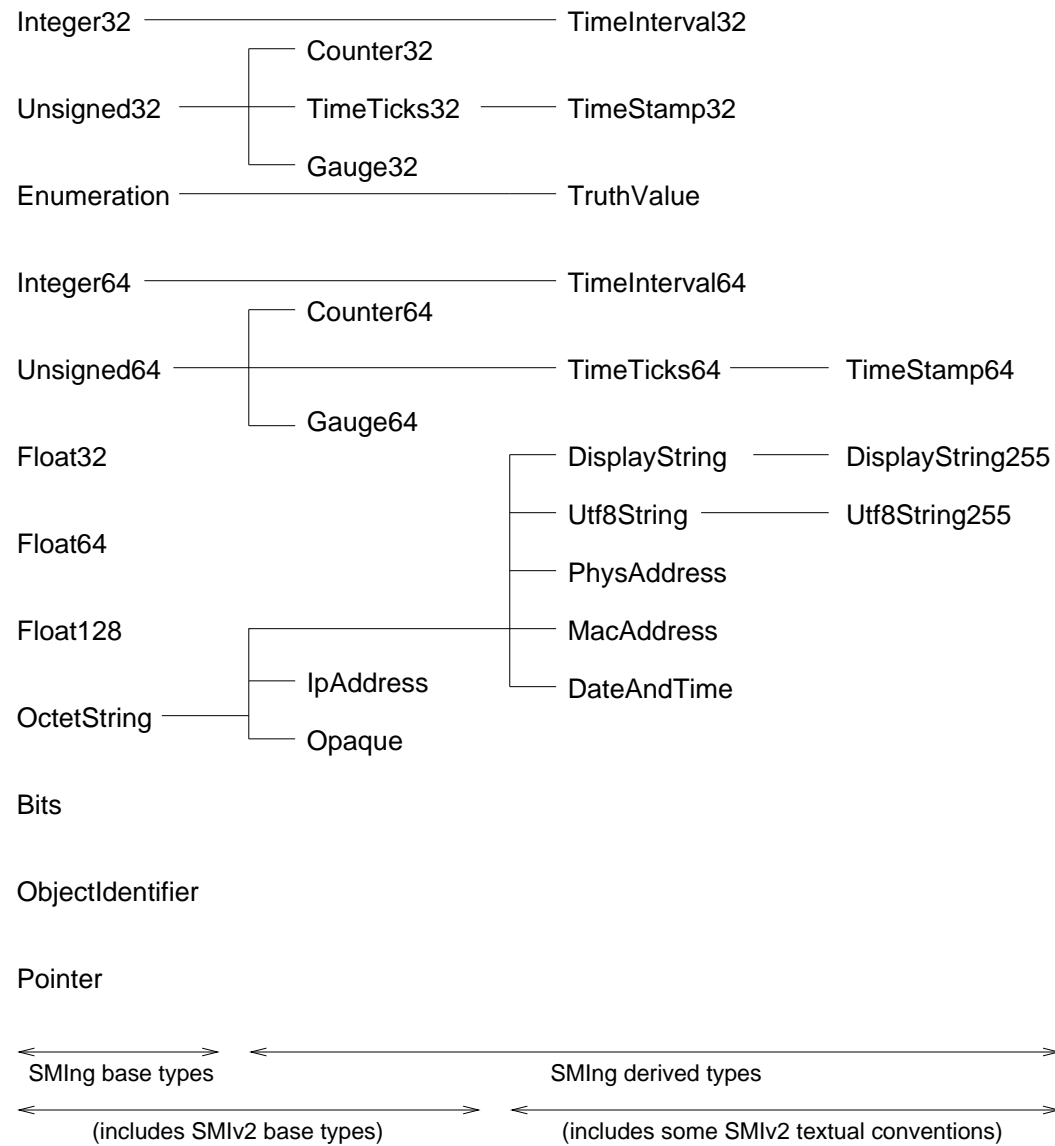 Integer32 TimeInterval32
Counter32
Unsigned32 TimeTicks32 TimeStamp32
Gauge32
Enumeration TruthValue
Integer64 TimeInterval64
Counter64
Unsigned64 TimeTicks64 TimeStamp64
Gauge64
Float32 DisplayString DisplayString255
Utf8String Utf8String255
Float64
PhysAddress
Float128 MacAddress
IpAddress DateAndTime
OctetString
Opaque
Bits
ObjectIdentifier
Pointer
SMIng base types SMIng derived types
(includes SMIv2 base types) (includes some SMIv2 textual conventions)